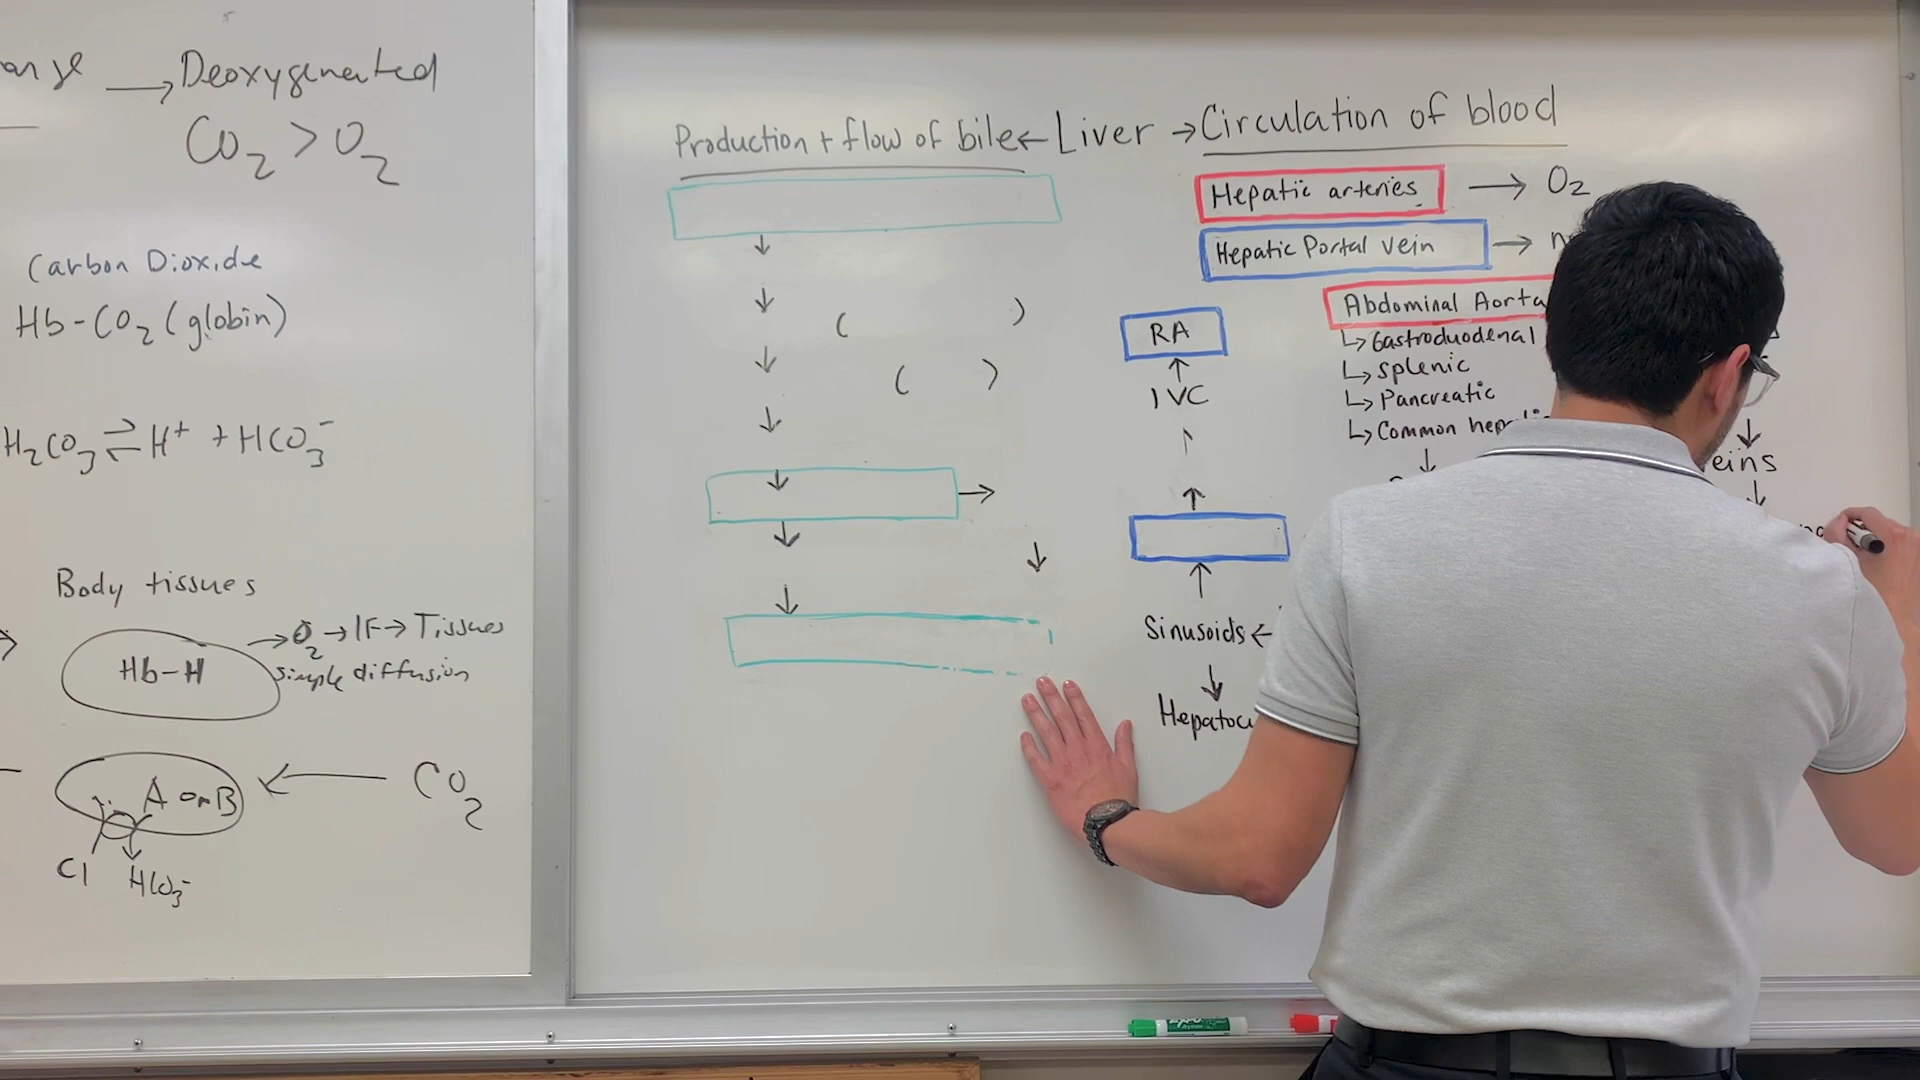 → Deoxygenated
CO2 > O2
Carbon Dioxide
Hb-CO2 (globin)
H2CO3 ⇌ H+ + HCO3-
Body tissues
Hb-H → O2 → IF → Tissues
simple diffusion
A or B ← CO2
Cl HCO3-
Production + flow of bile ← Liver → Circulation of blood
Hepatic arteries → O2
Hepatic Portal vein →
Abdominal Aorta
↳ Gastroduodenal
↳ Splenic
↳ Pancreatic
↳ Common
( )
( )
RA
↑
IVC
↑
↑
Sinusoids ←
↓